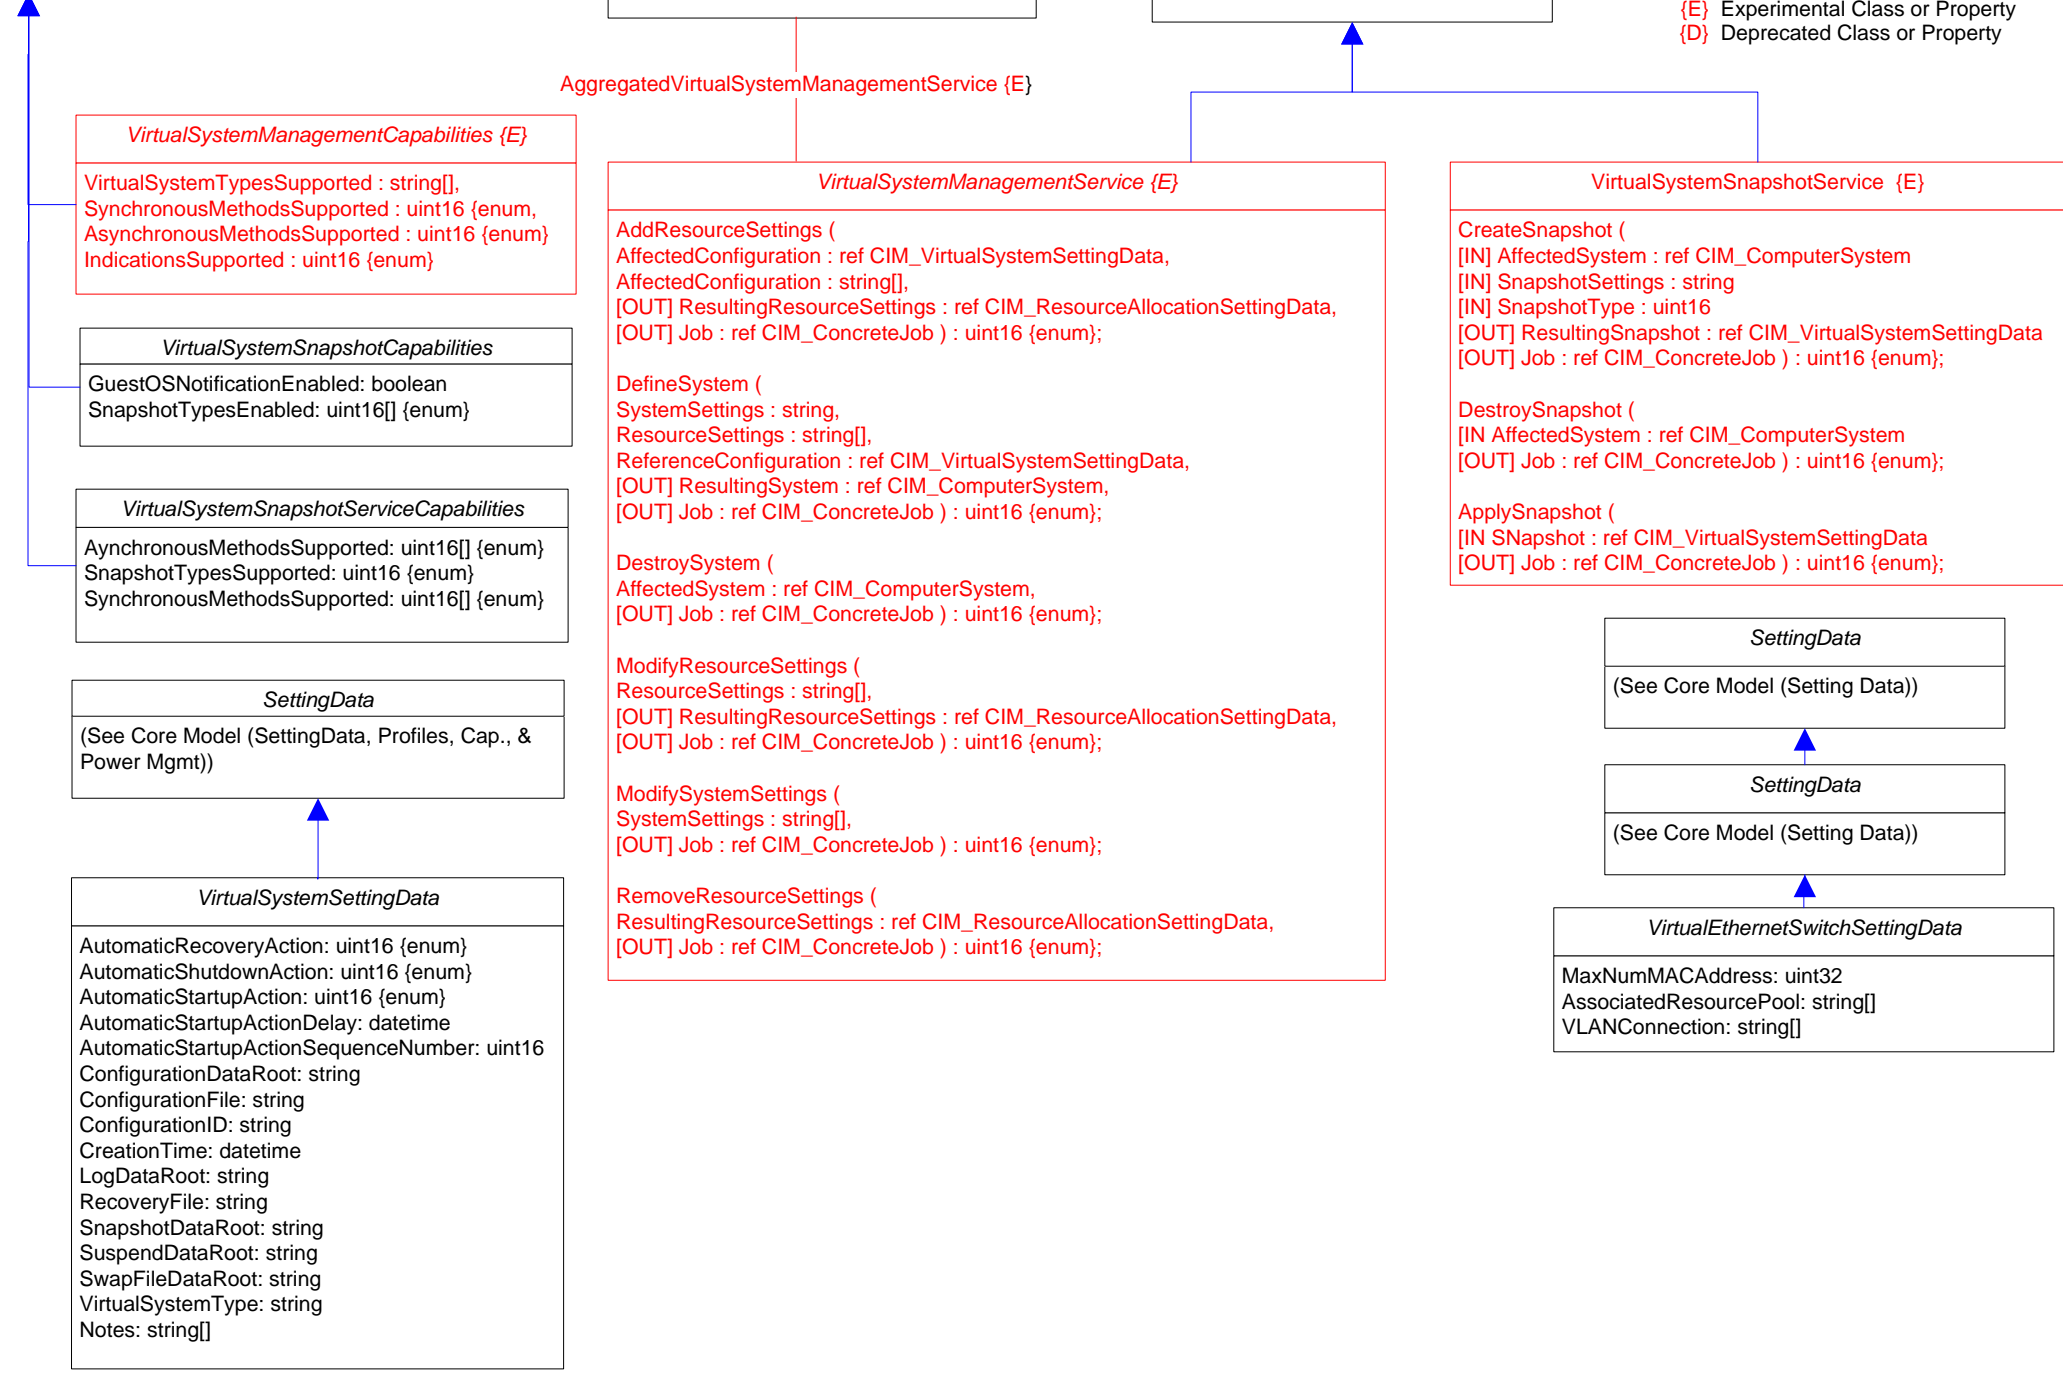 {E} Experimental Class or Property
{D} Deprecated Class or Property
AggregatedVirtualSystemManagementService {E}
VirtualSystemManagementCapabilities {E}
VirtualSystemTypesSupported : string[],
SynchronousMethodsSupported : uint16 {enum,
AsynchronousMethodsSupported : uint16 {enum}
IndicationsSupported : uint16 {enum}
VirtualSystemSnapshotCapabilities
GuestOSNotificationEnabled: boolean
SnapshotTypesEnabled: uint16[] {enum}
VirtualSystemSnapshotServiceCapabilities
AynchronousMethodsSupported: uint16[] {enum}
SnapshotTypesSupported: uint16 {enum}
SynchronousMethodsSupported: uint16[] {enum}
SettingData
(See Core Model (SettingData, Profiles, Cap., &
Power Mgmt))
VirtualSystemSettingData
AutomaticRecoveryAction: uint16 {enum}
AutomaticShutdownAction: uint16 {enum}
AutomaticStartupAction: uint16 {enum}
AutomaticStartupActionDelay: datetime
AutomaticStartupActionSequenceNumber: uint16
ConfigurationDataRoot: string
ConfigurationFile: string
ConfigurationID: string
CreationTime: datetime
LogDataRoot: string
RecoveryFile: string
SnapshotDataRoot: string
SuspendDataRoot: string
SwapFileDataRoot: string
VirtualSystemType: string
Notes: string[]
VirtualSystemManagementService {E}
AddResourceSettings (
AffectedConfiguration : ref CIM_VirtualSystemSettingData,
AffectedConfiguration : string[],
[OUT] ResultingResourceSettings : ref CIM_ResourceAllocationSettingData,
[OUT] Job : ref CIM_ConcreteJob ) : uint16 {enum};
DefineSystem (
SystemSettings : string,
ResourceSettings : string[],
ReferenceConfiguration : ref CIM_VirtualSystemSettingData,
[OUT] ResultingSystem : ref CIM_ComputerSystem,
[OUT] Job : ref CIM_ConcreteJob ) : uint16 {enum};
DestroySystem (
AffectedSystem : ref CIM_ComputerSystem,
[OUT] Job : ref CIM_ConcreteJob ) : uint16 {enum};
ModifyResourceSettings (
ResourceSettings : string[],
[OUT] ResultingResourceSettings : ref CIM_ResourceAllocationSettingData,
[OUT] Job : ref CIM_ConcreteJob ) : uint16 {enum};
ModifySystemSettings (
SystemSettings : string[],
[OUT] Job : ref CIM_ConcreteJob ) : uint16 {enum};
RemoveResourceSettings (
ResultingResourceSettings : ref CIM_ResourceAllocationSettingData,
[OUT] Job : ref CIM_ConcreteJob ) : uint16 {enum};
VirtualSystemSnapshotService {E}
CreateSnapshot (
[IN] AffectedSystem : ref CIM_ComputerSystem
[IN] SnapshotSettings : string
[IN] SnapshotType : uint16
[OUT] ResultingSnapshot : ref CIM_VirtualSystemSettingData
[OUT] Job : ref CIM_ConcreteJob ) : uint16 {enum};
DestroySnapshot (
[IN AffectedSystem : ref CIM_ComputerSystem
[OUT] Job : ref CIM_ConcreteJob ) : uint16 {enum};
ApplySnapshot (
[IN SNapshot : ref CIM_VirtualSystemSettingData
[OUT] Job : ref CIM_ConcreteJob ) : uint16 {enum};
SettingData
(See Core Model (Setting Data))
SettingData
(See Core Model (Setting Data))
VirtualEthernetSwitchSettingData
MaxNumMACAddress: uint32
AssociatedResourcePool: string[]
VLANConnection: string[]